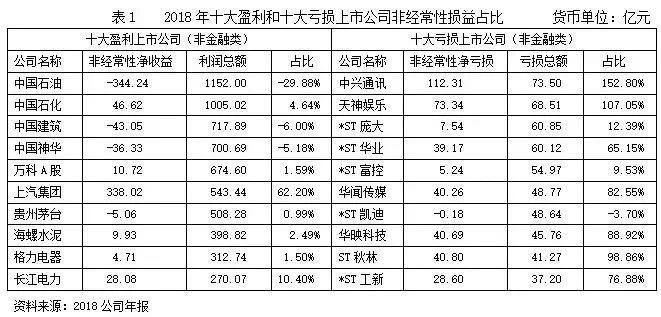 表1 2018年十大盈利和十大亏损上市公司非经常性损益占比 货币单位：亿元
十大盈利上市公司（非金融类） 十大亏损上市公司（非金融类）
公司名称 非经常性净收益 利润总额 占比 公司名称 非经常性净亏损 亏损总额 占比
中国石油 -344.24 1152.00 -29.88% 中兴通讯 112.31 73.50 152.80%
中国石化 46.62 1005.02 4.64% 天神娱乐 73.34 68.51 107.05%
中国建筑 -43.05 717.89 -6.00% *ST 庞大 7.54 60.85 12.39%
中国神华 -36.33 700.69 -5.18% *ST 华业 39.17 60.12 65.15%
万科A股 10.72 674.60 1.59% *ST 富控 5.24 54.97 9.53%
上汽集团 338.02 543.44 62.20% 华闻传媒 40.26 48.77 82.55%
贵州茅台 -5.06 508.28 0.99% *ST 凯迪 -0.18 48.64 -3.70%
海螺水泥 9.93 398.82 2.49% 华映科技 40.69 45.76 88.92%
格力电器 4.71 312.74 1.50% ST 秋林 40.80 41.27 98.86%
长江电力 28.08 270.07 10.40% *ST 工新 28.60 37.20 76.88%
资料来源：2018公司年报